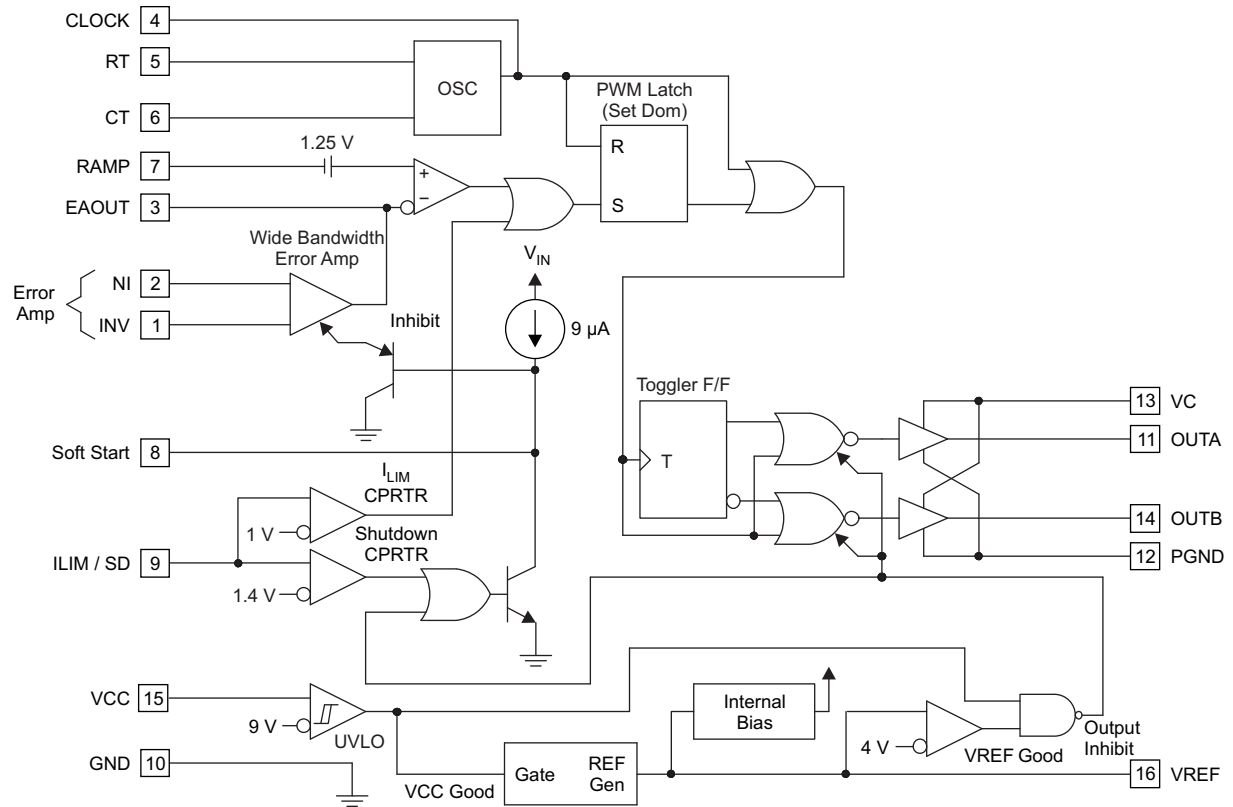 CLOCK 4
RT 5
OSC
CT 6
PWM Latch
(Set Dom)
R
S
1.25 V
RAMP 7
+
−
EAOUT 3
Wide Bandwidth
Error Amp
Error
Amp
NI 2
INV 1
Inhibit
VIN
9 µA
Toggler F/F
T
13 VC
11 OUTA
14 OUTB
12 PGND
Soft Start 8
ILIM
CPRTR
1 V
Shutdown
CPRTR
ILIM / SD 9
1.4 V
VCC 15
9 V
UVLO
GND 10
VCC Good
Gate
REF
Gen
Internal
Bias
4 V
VREF Good
Output
Inhibit
16 VREF